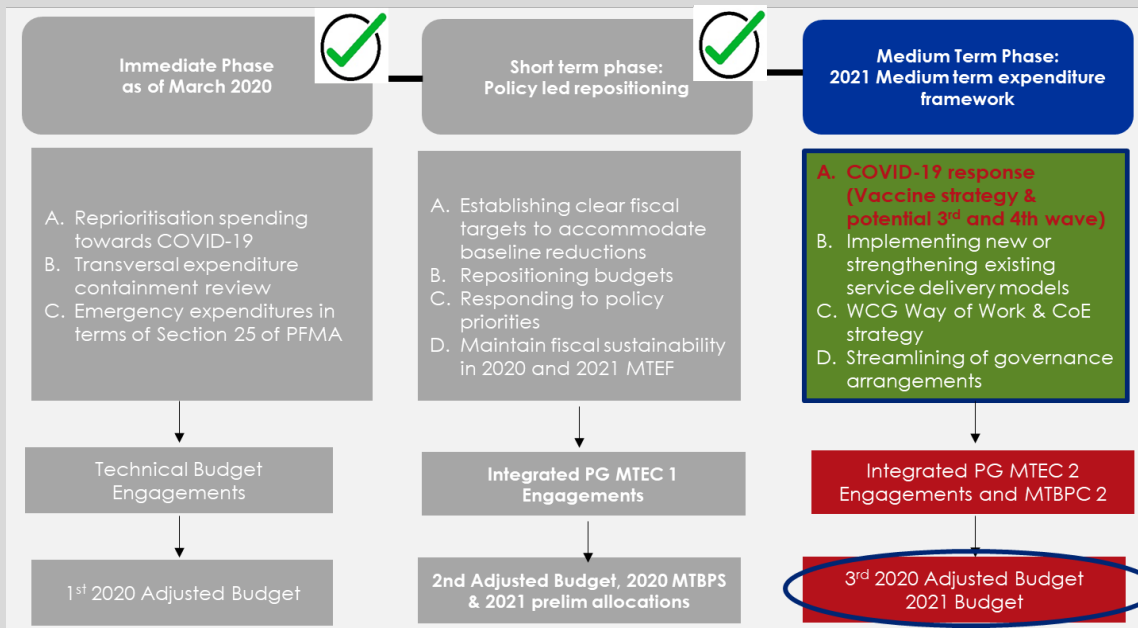 Immediate Phase
as of March 2020
Short term phase:
Policy led repositioning
Medium Term Phase:
2021 Medium term expenditure
framework
A. Reprioritisation spending
towards COVID-19
B. Transversal expenditure
containment review
C. Emergency expenditures in
terms of Section 25 of PFMA
A. Establishing clear fiscal
targets to accommodate
baseline reductions
B. Repositioning budgets
C. Responding to policy
priorities
D. Maintain fiscal sustainability
in 2020 and 2021 MTEF
A. COVID-19 response
(Vaccine strategy &
potential 3rd and 4th wave)
B. Implementing new or
strengthening existing
service delivery models
C. WCG Way of Work & CoE
strategy
D. Streamlining of governance
arrangements
Technical Budget
Engagements
Integrated PG MTEC 1
Engagements
Integrated PG MTEC 2
Engagements and MTBPC 2
1st 2020 Adjusted Budget
2nd Adjusted Budget, 2020 MTBPS
& 2021 prelim allocations
3rd 2020 Adjusted Budget
2021 Budget